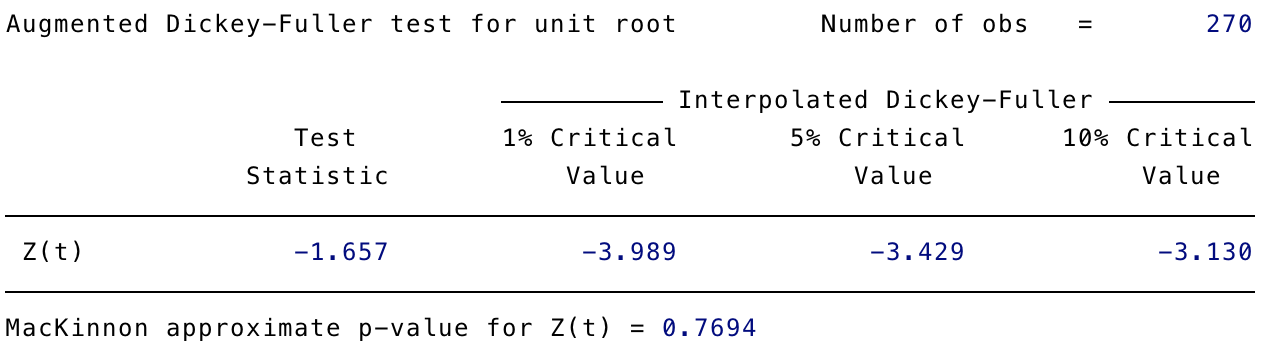 Augmented Dickey-Fuller test for unit root Number of obs = 270
Interpolated Dickey-Fuller
Test 1% Critical 5% Critical 10% Critical
Statistic Value Value Value
Z(t) -1.657 -3.989 -3.429 -3.130
MacKinnon approximate p-value for Z(t) = 0.7694